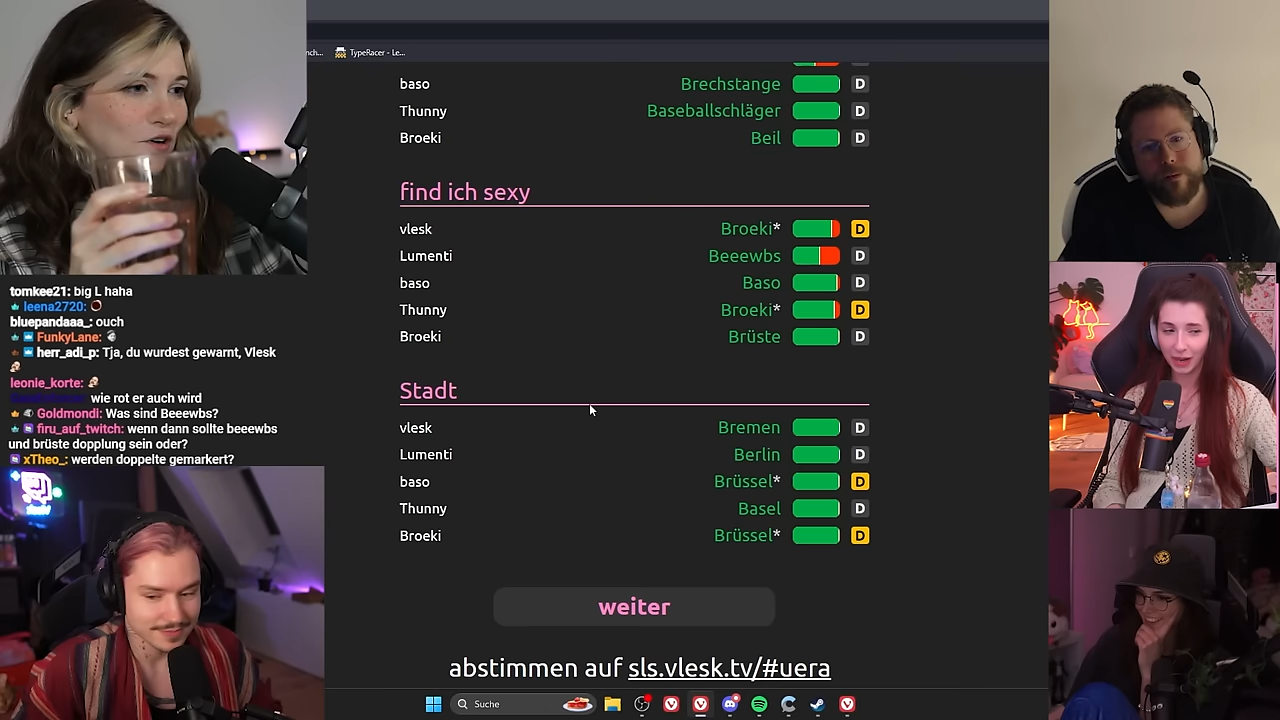 nch...
TypeRacer - Le...
baso Brechstange D
Thunny Baseballschläger D
Broeki Beil D
find ich sexy
vlesk Broeki* D
Lumenti Beeewbs D
baso Baso D
Thunny Broeki* D
Broeki Brüste D
Stadt
vlesk Bremen D
Lumenti Berlin D
baso Brüssel* D
Thunny Basel D
Broeki Brüssel* D
weiter
abstimmen auf sls.vlesk.tv/#uera
Suche
tomkee21: big L haha
leena2720:
bluepandaaa_: ouch
FunkyLane:
herr_adi_p: Tja, du wurdest gewarnt, Vlesk
leonie_korte:
wie rot er auch wird
Goldmondi: Was sind Beeewbs?
firu_auf_twitch: wenn dann sollte beeewbs
und brüste dopplung sein oder?
xTheo_: werden doppelte gemarkert?